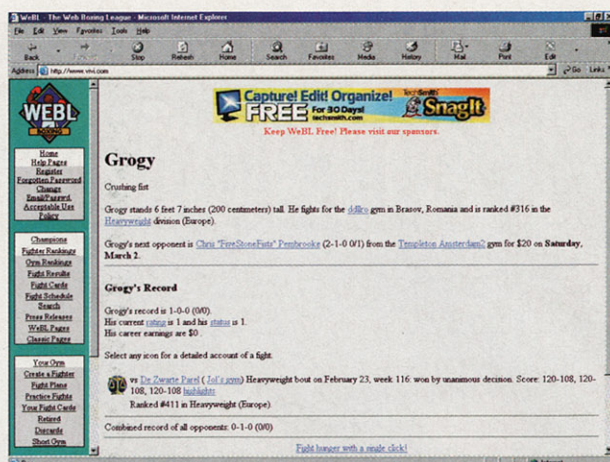 WeBL - The Web Boxing League - Microsoft Internet Explorer
File Edit View Favorites Tools Help
Back Stop Refresh Home Search Favorites Media History Mail Print Edit
Address http://www.vivi.com Go Links
WEBL
BOXING
Capture! Edit! Organize!
FREE For 30 Days!
techsmith.com
TechSmith
SnagIt
Keep WeBL Free! Please visit our sponsors.
Home
Help Pages
Register
Forgotten Password
Change
Email/Passwd
Acceptable Use
Policy
Champions
Fighter Rankings
Gym Rankings
Fight Results
Fight Cards
Fight Schedule
Search
Press Releases
WeBL Pages
Classic Pages
Your Gym
Create a Fighter
Fight Plans
Practice Fights
Your Fight Cards
Retired
Discards
Short Gym
Grogy
Crushing fist
Grogy stands 6 feet 7 inches (200 centimeters) tall. He fights for the gym in Brasov, Romania and is ranked #316 in the
Heavyweight division (Europe).
Grogy's next opponent is Chris "FireStoneFists" Pembrooke (2-1-0 0/1) from the Templeton Amsterdam2 gym for $20 on Saturday,
March 2.
Grogy's Record
Grogy's record is 1-0-0 (0/0).
His current rating is 1 and his status is 1.
His career earnings are $0.
Select any icon for a detailed account of a fight.
vs De Zwarte Parel ( Jol's gym) Heavyweight bout on February 23, week 116: won by unanimous decision. Score: 120-108, 120-
108, 120-108 highlights
Ranked #411 in Heavyweight (Europe).
Combined record of all opponents: 0-1-0 (0/0)
Fight hunger with a single click!